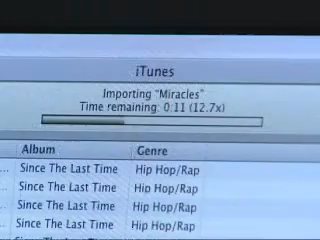 iTunes
Importing "Miracles"
Time remaining: 0:11 (12.7x)
Album Genre
... Since The Last Time Hip Hop/Rap
... Since The Last Time Hip Hop/Rap
... Since The Last Time Hip Hop/Rap
... Since The Last Time Hip Hop/Rap